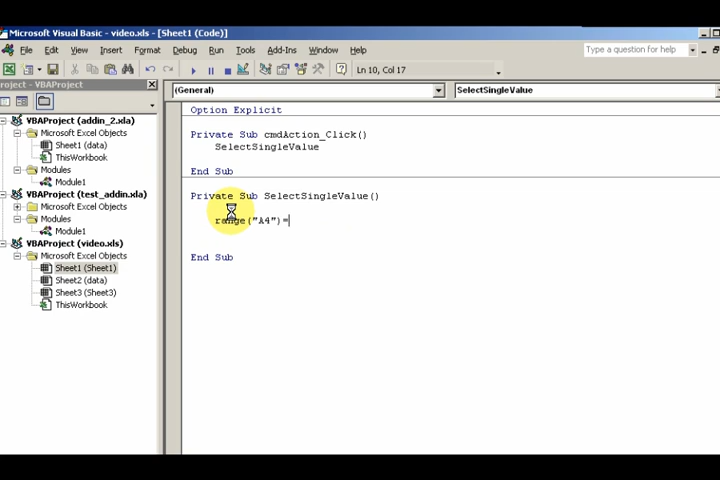 Microsoft Visual Basic - video.xls - [Sheet1 (Code)]
File Edit View Insert Format Debug Run Tools Add-Ins Window Help
Type a question for help
Ln 10, Col 17
roject - VBAProject
(General)
SelectSingleValue
VBAProject (addin_2.xla)
Microsoft Excel Objects
Sheet1 (data)
ThisWorkbook
Modules
Module1
VBAProject (test_addin.xla)
Microsoft Excel Objects
Modules
Module1
VBAProject (video.xls)
Microsoft Excel Objects
Sheet1 (Sheet1)
Sheet2 (data)
Sheet3 (Sheet3)
ThisWorkbook
Option Explicit
Private Sub cmdAction_Click()
SelectSingleValue
End Sub
Private Sub SelectSingleValue()
range("A4")=
End Sub